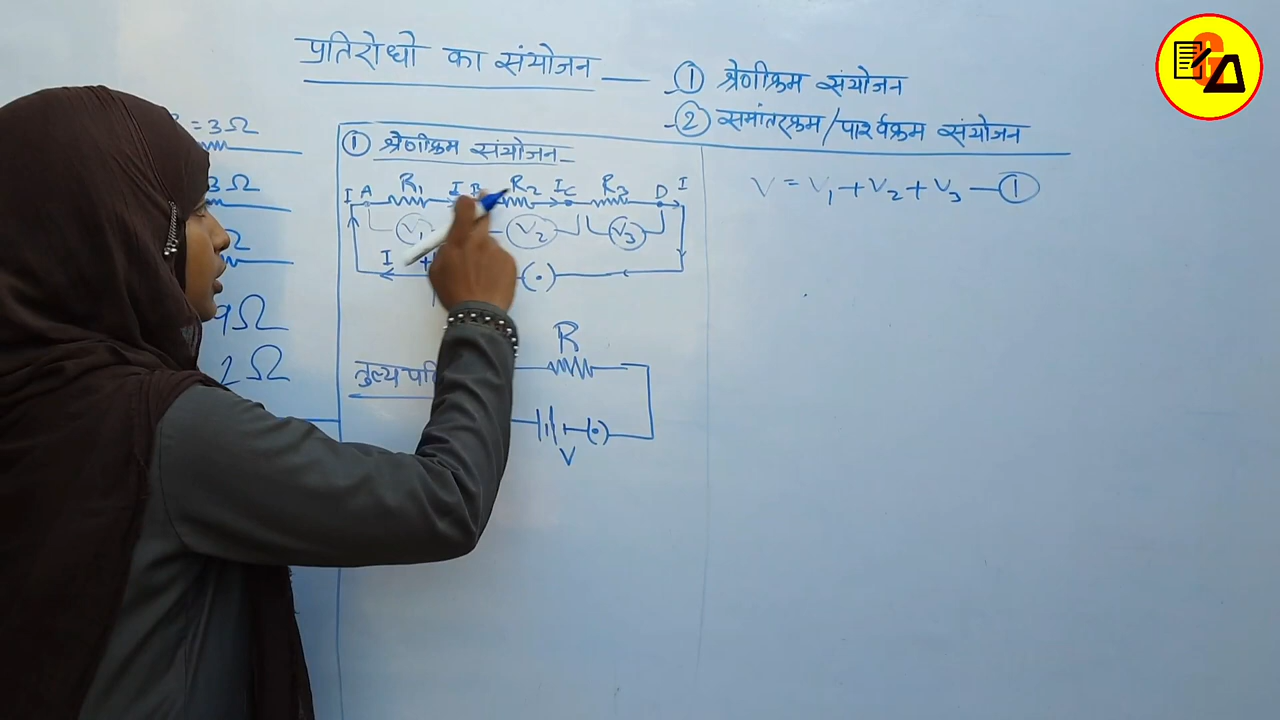 प्रतिरोधो का संयोजन — ① श्रेणीक्रम संयोजन
② समांतरक्रम/पार्श्वक्रम संयोजन
= 3Ω
3Ω
Ω
9Ω
2Ω
① श्रेणीक्रम संयोजन
I A R₁ I B R₂ I C R₃ D I
V₁ V₂ V₃
I +
R
तुल्य
V
V = V₁ + V₂ + V₃ — ①